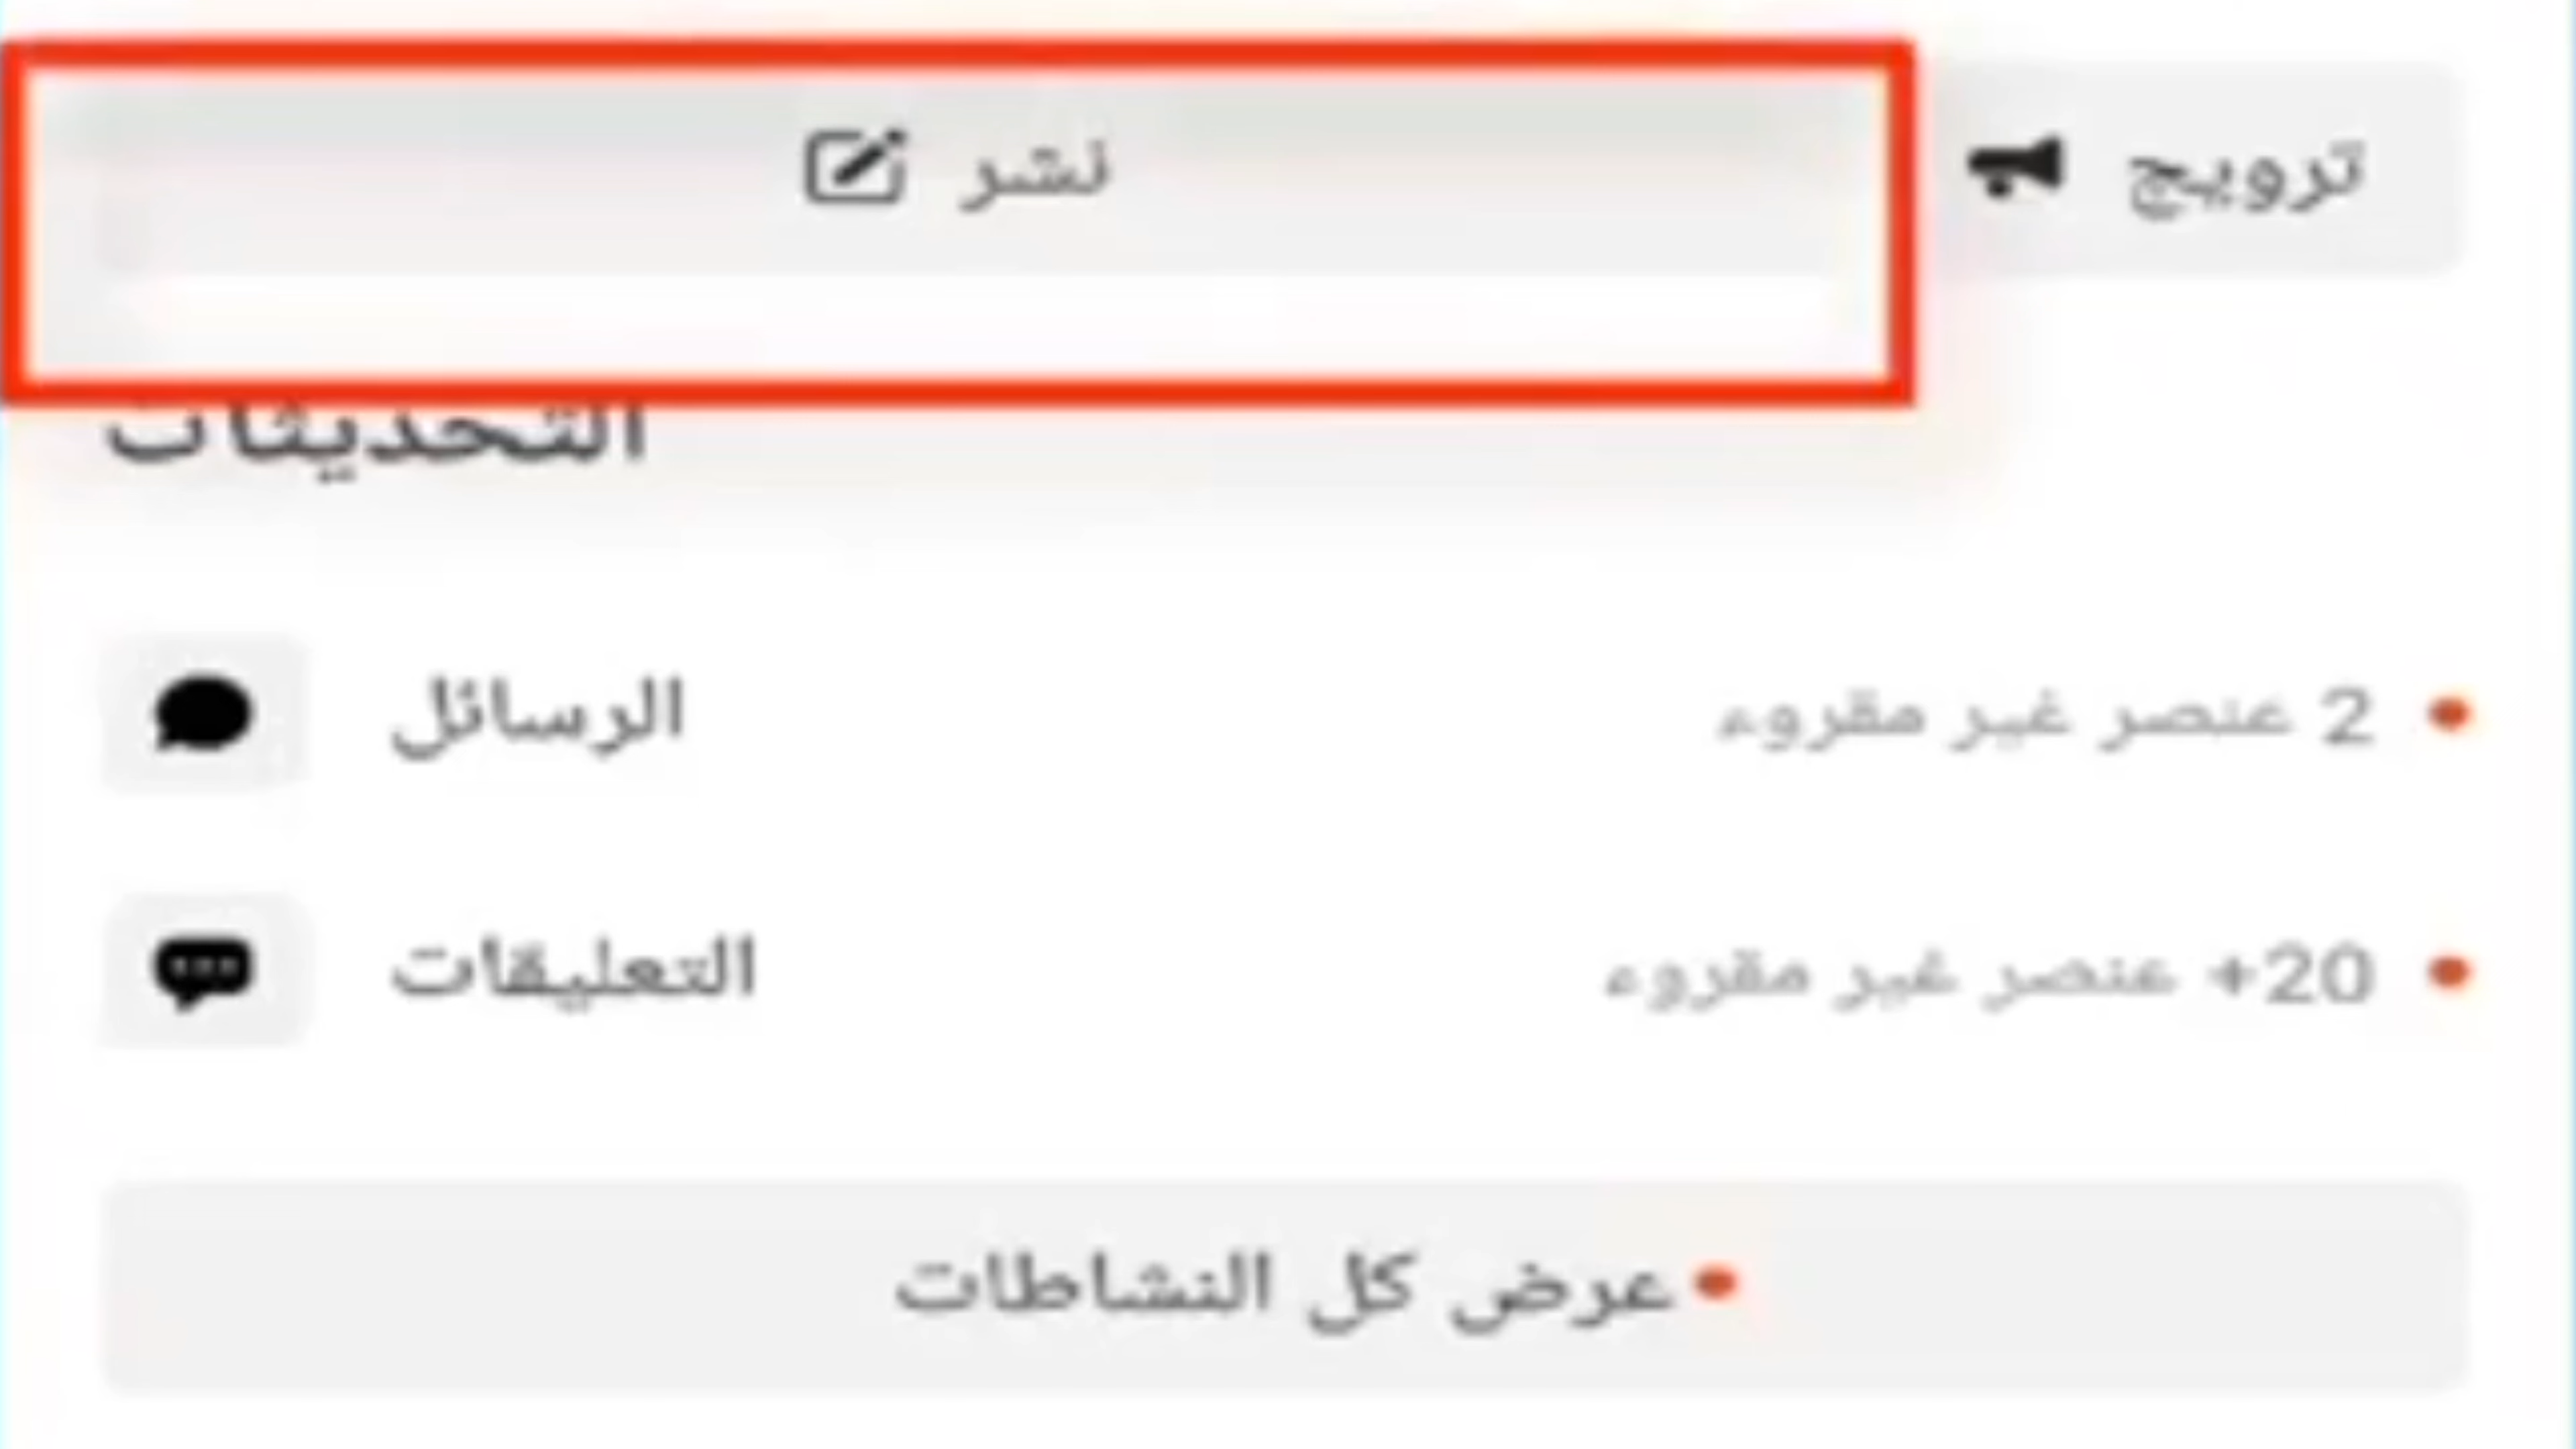 ترويج نشر
التحديثات
الرسائل 2 عنصر غير مقروء
التعليقات 20+ عنصر غير مقروء
عرض كل النشاطات